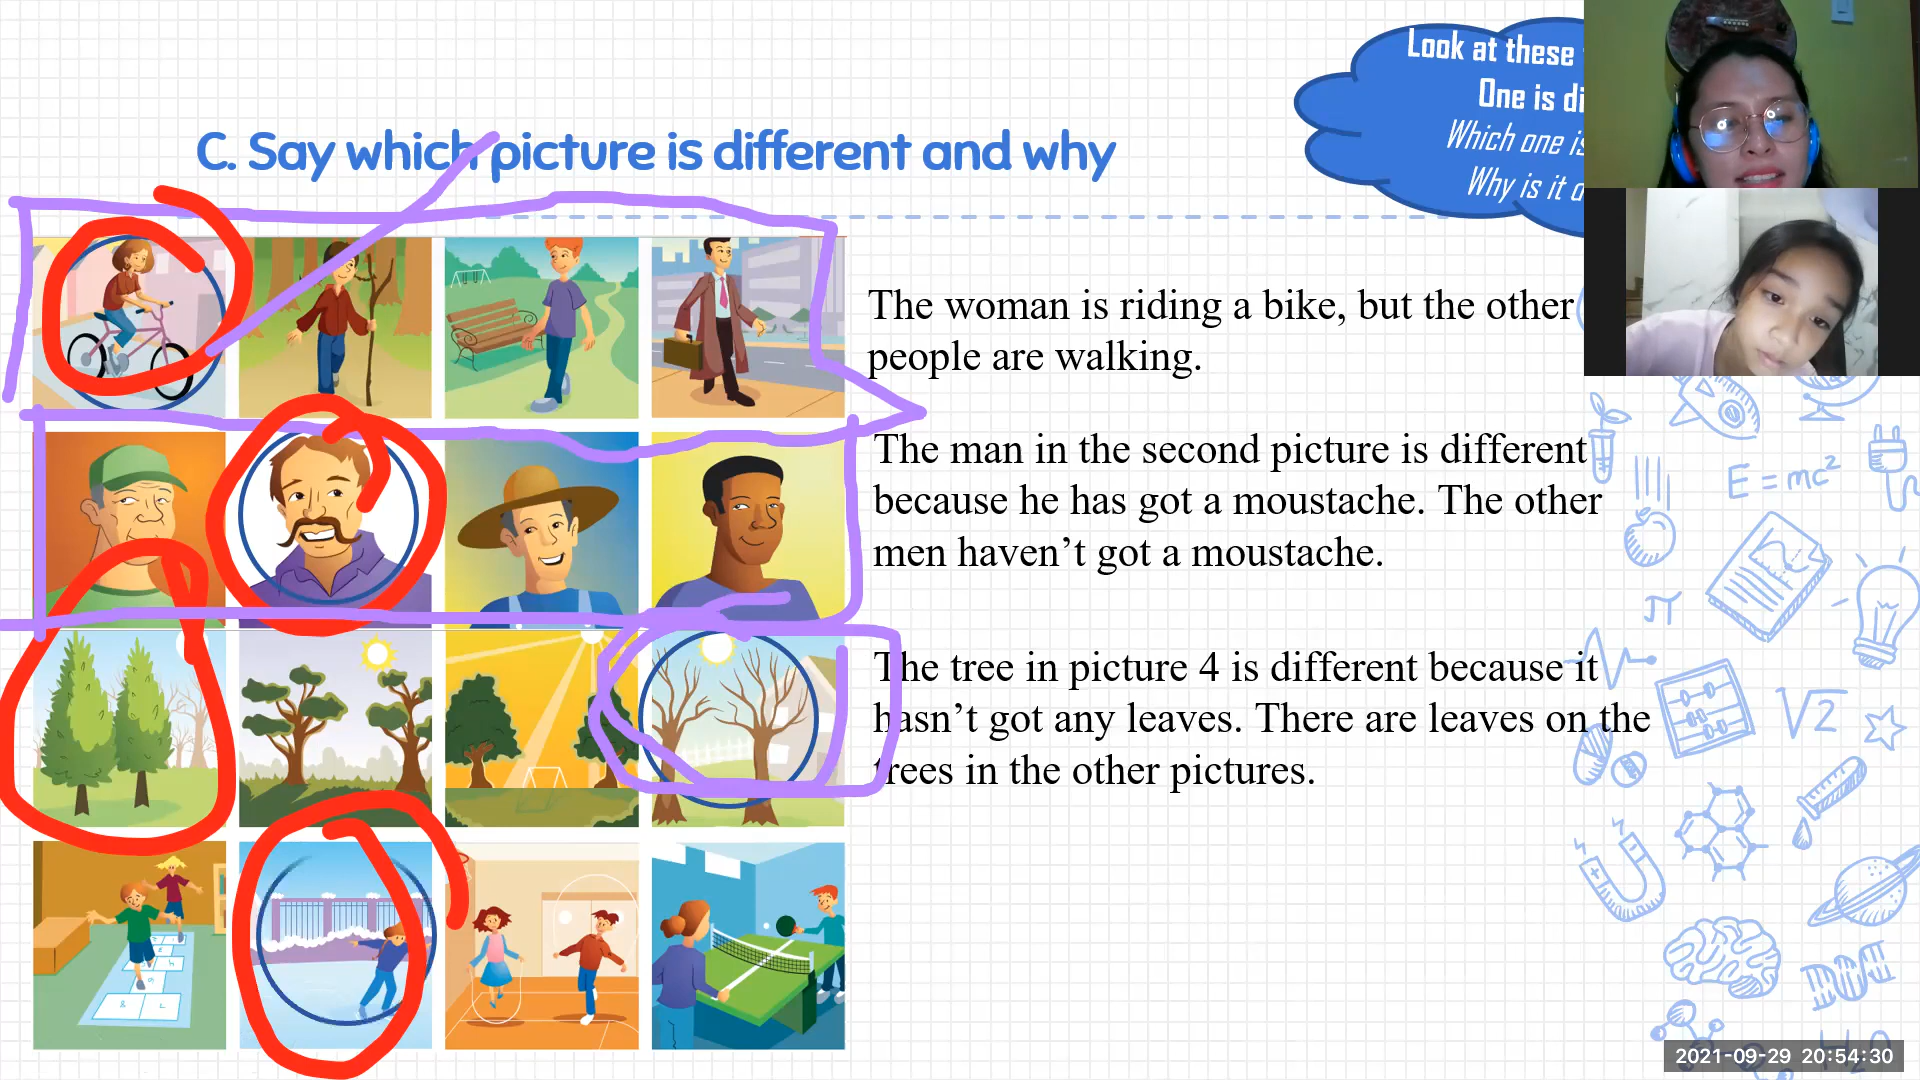 Look at these
One is
Which one
Why is it
C. Say which picture is different and why
The woman is riding a bike, but the other
people are walking.
The man in the second picture is different
because he has got a moustache. The other
men haven’t got a moustache.
The tree in picture 4 is different because it
hasn’t got any leaves. There are leaves on the
trees in the other pictures.
E = mc²
π
√2
2021-09-29 20:54:30